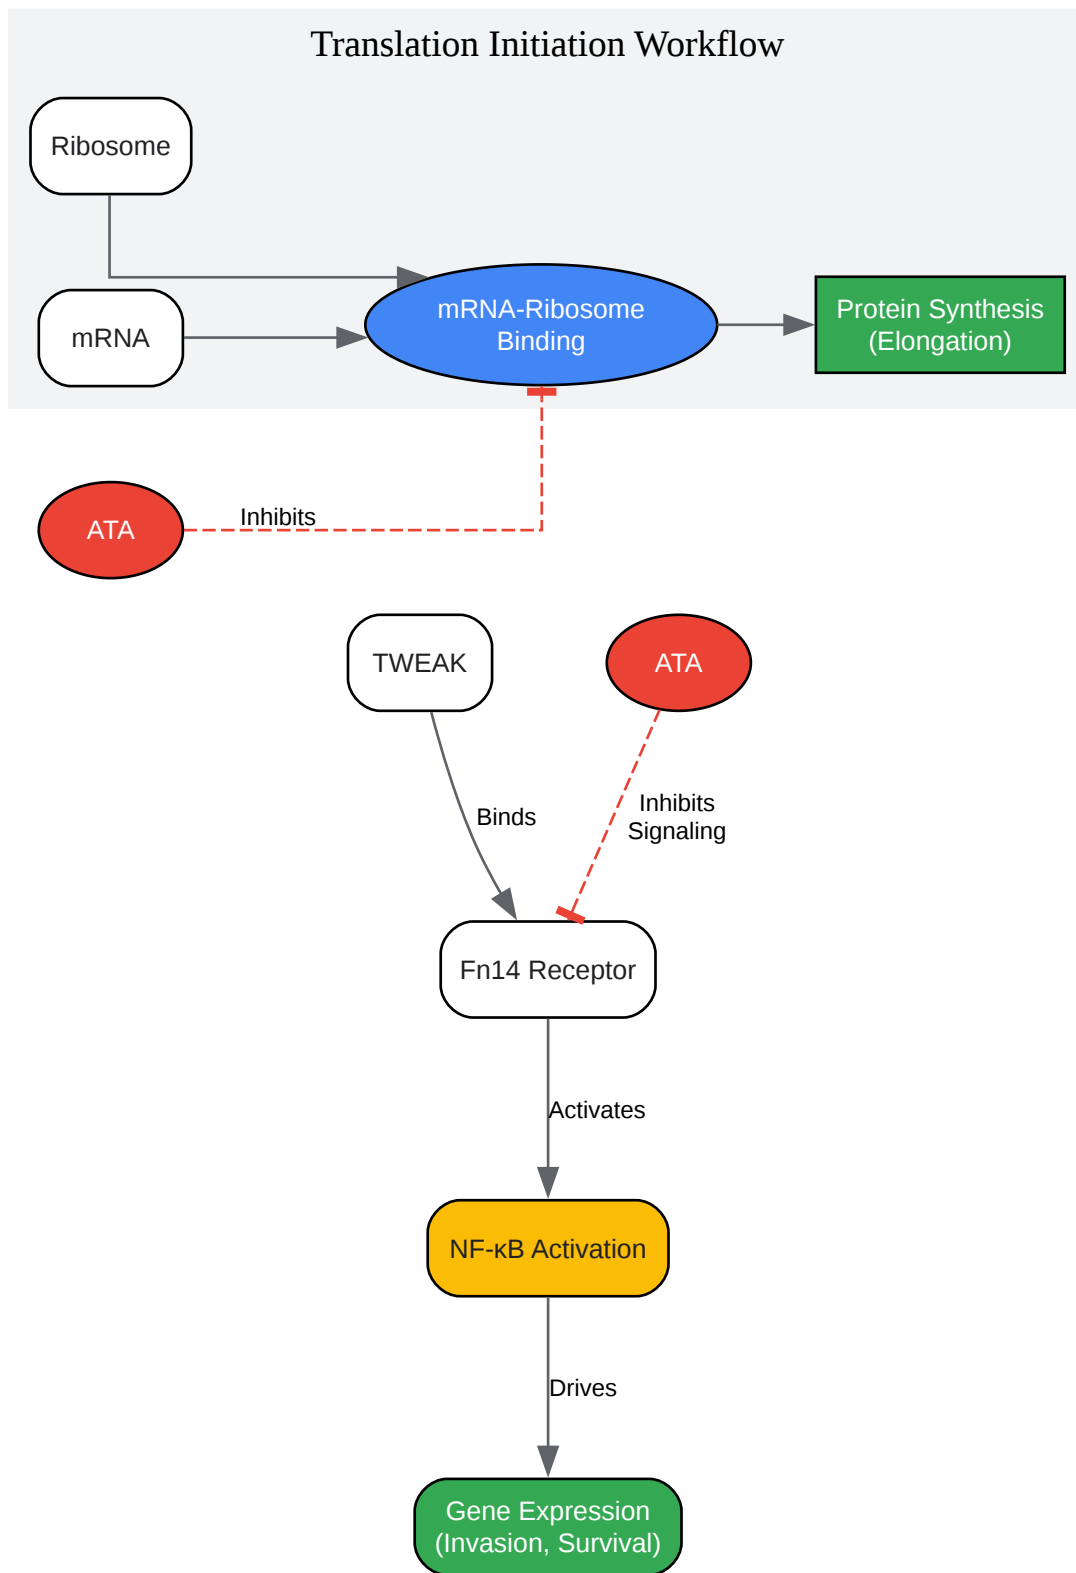 Translation Initiation Workflow
Ribosome
mRNA
mRNA-Ribosome
Binding
Protein Synthesis
(Elongation)
ATA
Inhibits
TWEAK
ATA
Binds
Inhibits
Signaling
Fn14 Receptor
Activates
NF-κB Activation
Drives
Gene Expression
(Invasion, Survival)